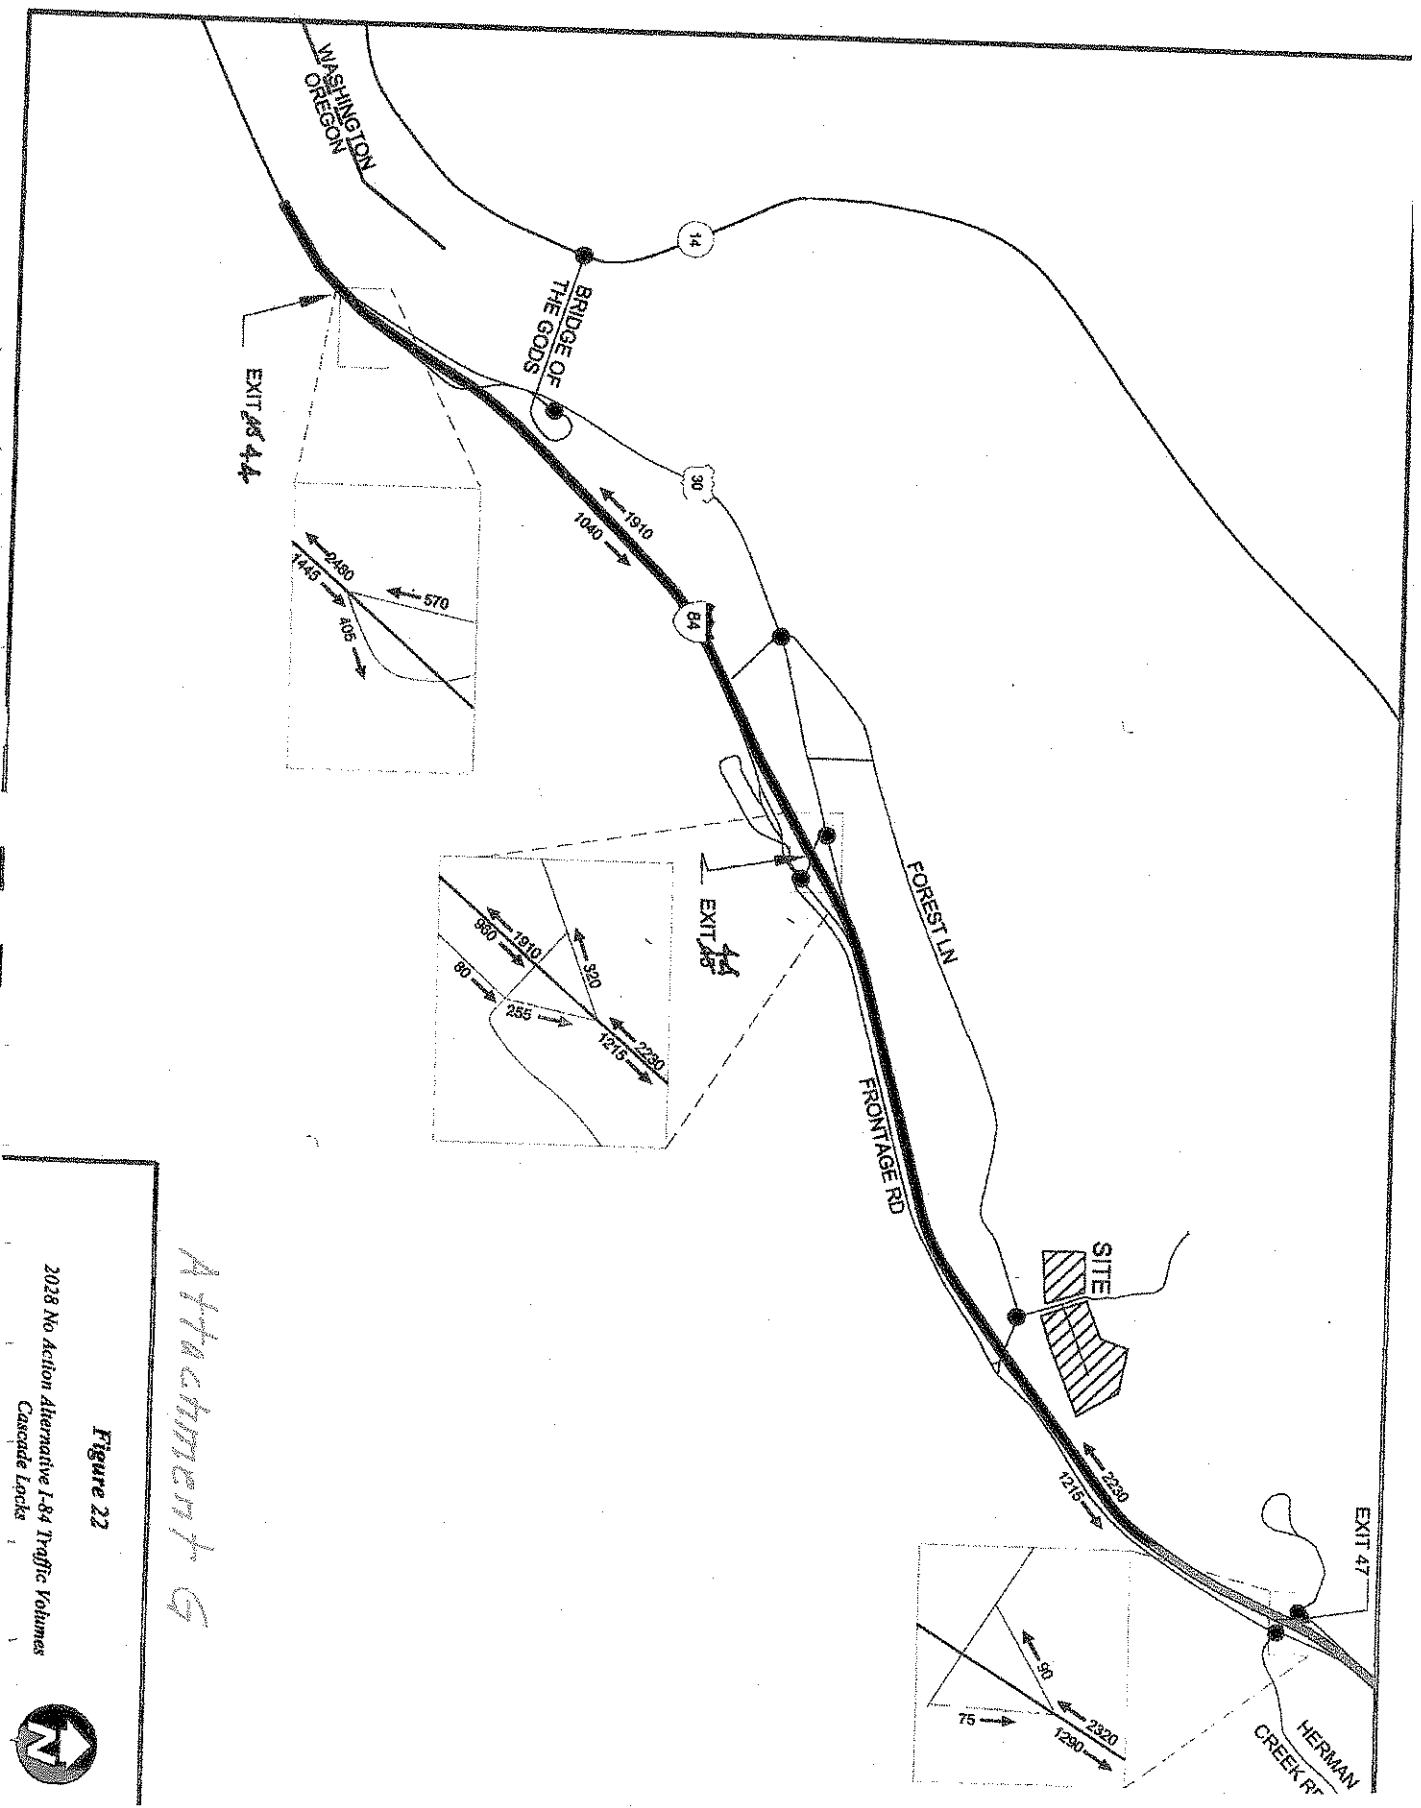 WASHINGTON
OREGON
14
BRIDGE OF
THE GODS
EXIT 44
30
1910
1040
84
2480
1445
570
405
FOREST LN
EXIT 44
1910
960
320
80
255
2230
1215
FRONTAGE RD
SITE
2230
1215
EXIT 47
90
75
2320
1290
HERMAN
CREEK
Attachment G
Figure 22
2028 No Action Alternative I-84 Traffic Volumes
Cascade Locks
N